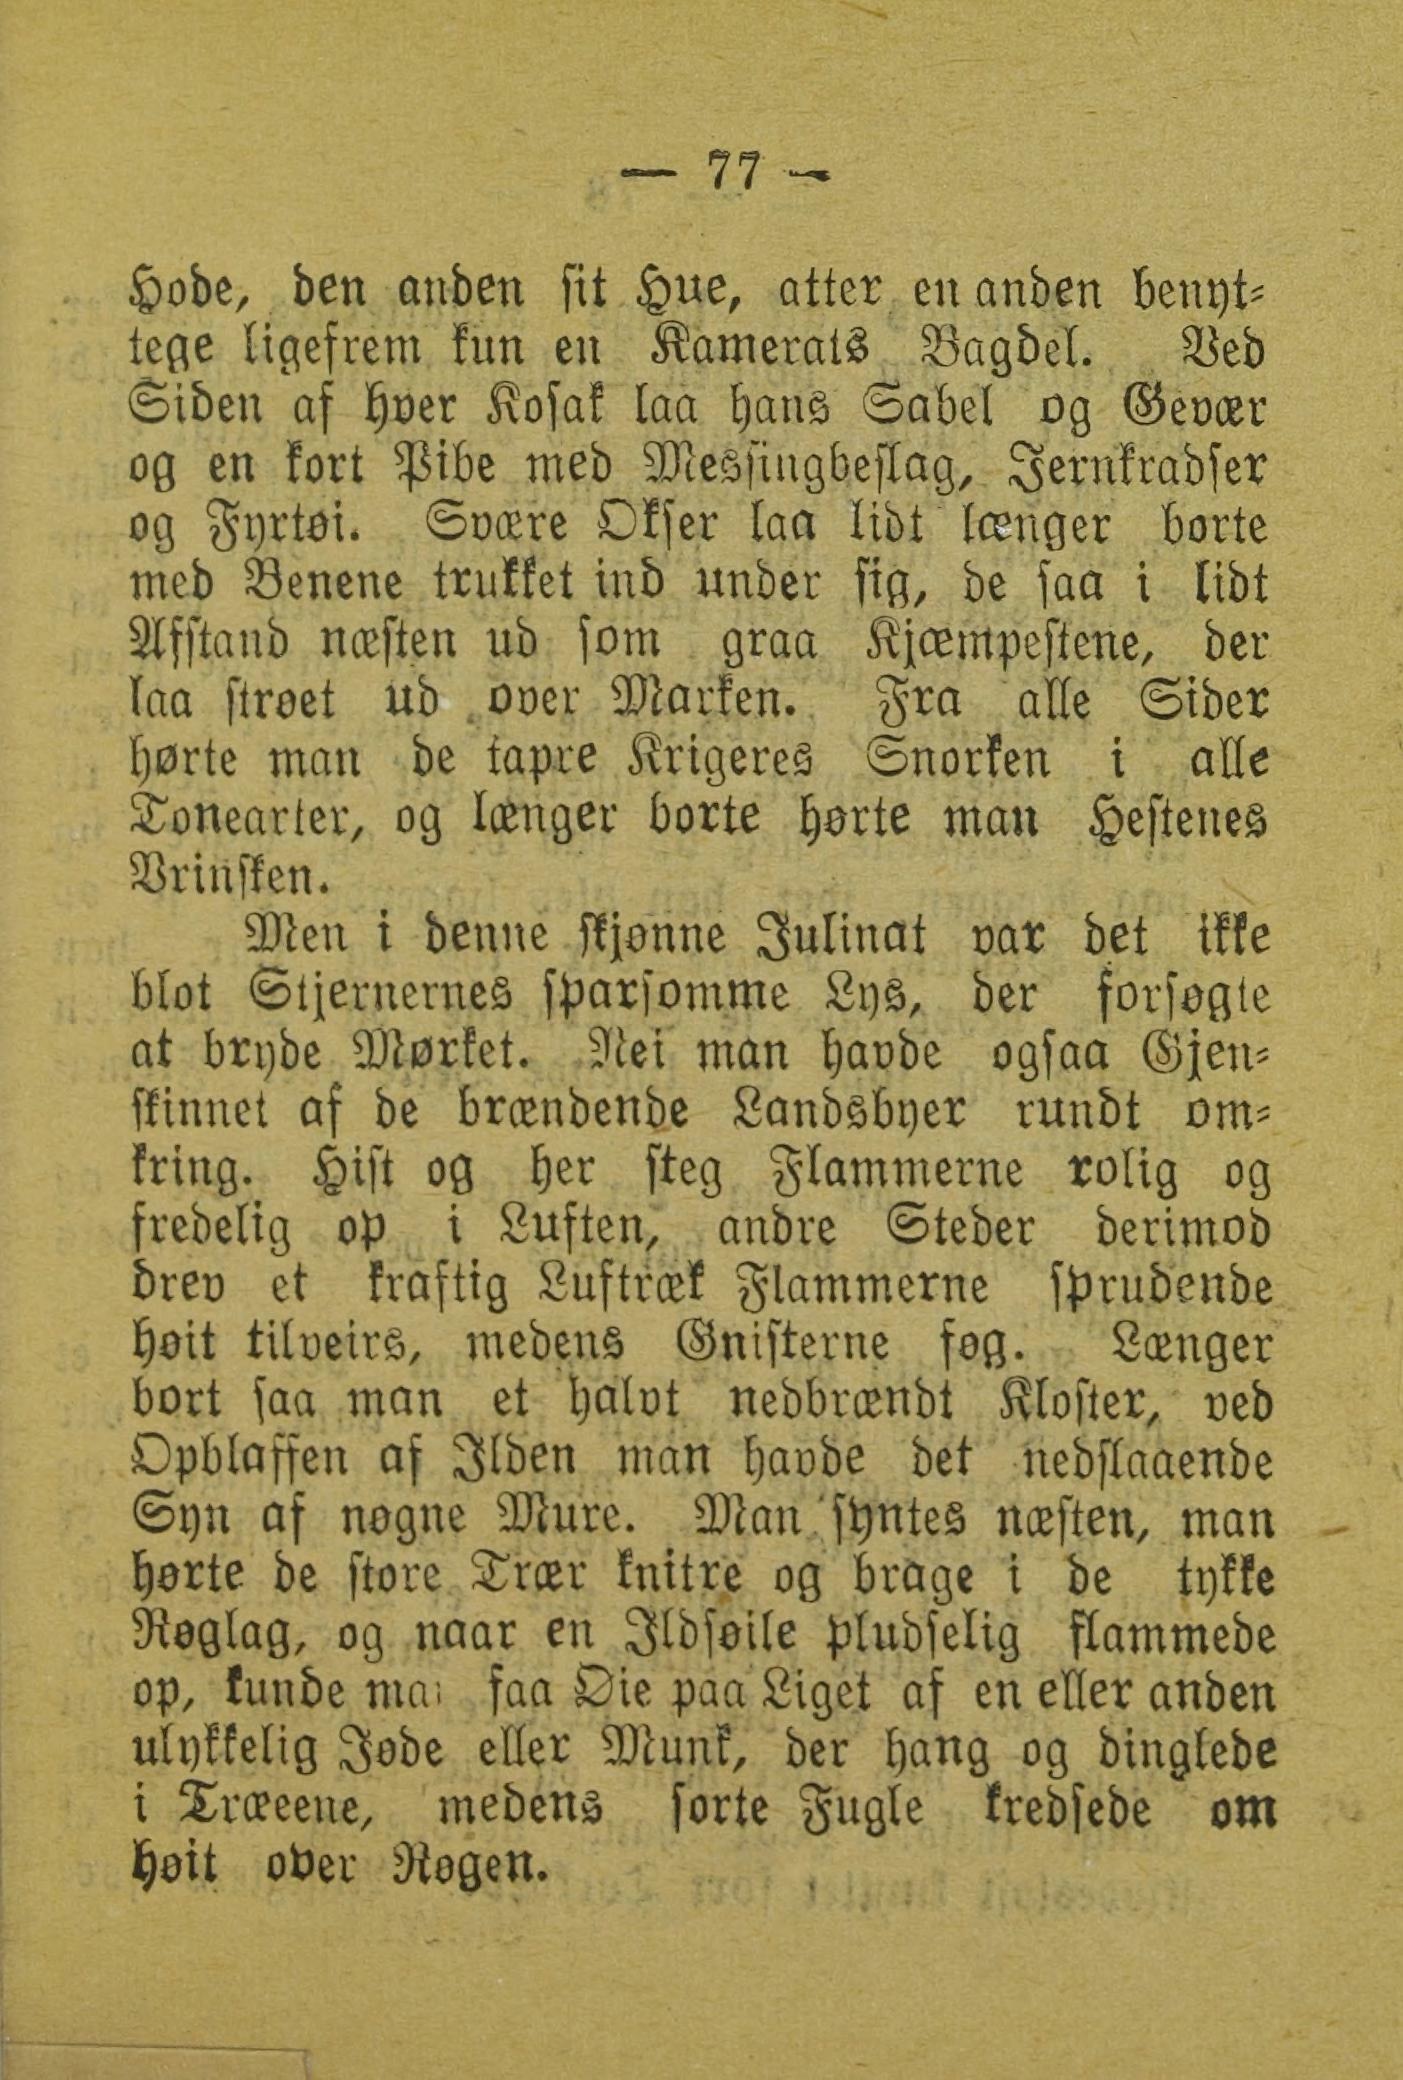 — 77 —
Hode, den anden sit Hue, atter en anden benyt-
tege ligefrem kun en Kamerats Bagdel. Ved
Siden af hver Kosak laa hans Sabel og Gevær
og en kort Pibe med Messingbeslag, Jernkradser
og Fyrtøi. Svære Okser laa lidt længer borte
med Benene trukket ind under sig, de saa i lidt
Afstand næsten ud som graa Kjæmpestene, der
laa strøet ud over Marken. Fra alle Sider
hørte man de tapre Krigeres Snorken i alle
Tonearter, og længer borte hørte man Hestenes
Vrinsken.
Men i denne skjønne Julinat var det ikke
blot Stjernernes sparsomme Lys, der forsøgte
at bryde Mørket. Nei man havde ogsaa Gjen-
skinnet af de brændende Landsbyer rundt om-
kring. Hist og her steg Flammerne rolig og
fredelig op i Luften, andre Steder derimod
drev et kraftig Luftræk Flammerne sprudende
høit tilveirs, medens Gnisterne føg. Længer
bort saa man et halvt nedbrændt Kloster, ved
Opblaffen af Ilden man havde det nedslaaende
Syn af nøgne Mure. Man syntes næsten, man
hørte de store Trær knitre og brage i de tykke
Røglag, og naar en Ildsøile pludselig flammede
op, kunde ma faa Øie paa Liget af en eller anden
ulykkelig Jøde eller Munk, der hang og dinglede
i Træeene, medens sorte Fugle kredsede om
høit over Røgen.